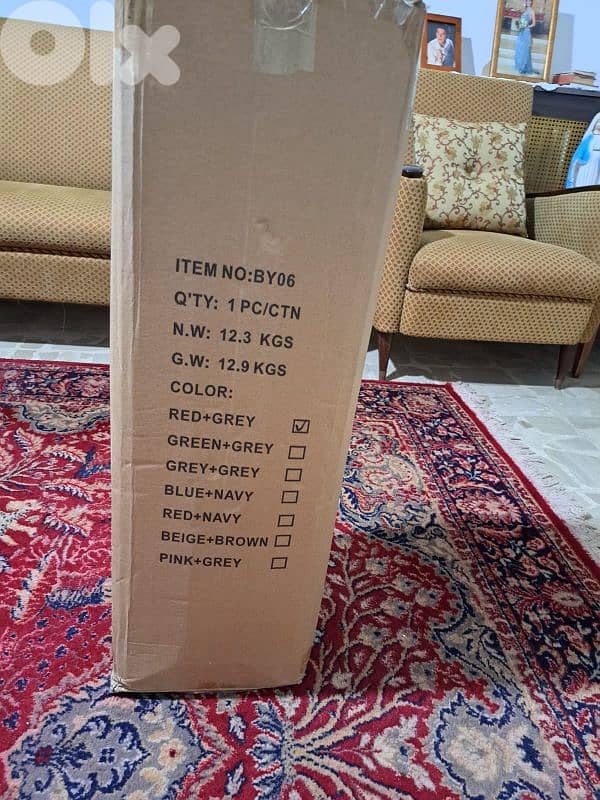 olx
ITEM NO:BY06
Q'TY: 1 PC/CTN
N.W: 12.3 KGS
G.W: 12.9 KGS
COLOR:
RED+GREY
GREEN+GREY
GREY+GREY
BLUE+NAVY
RED+NAVY
BEIGE+BROWN
PINK+GREY